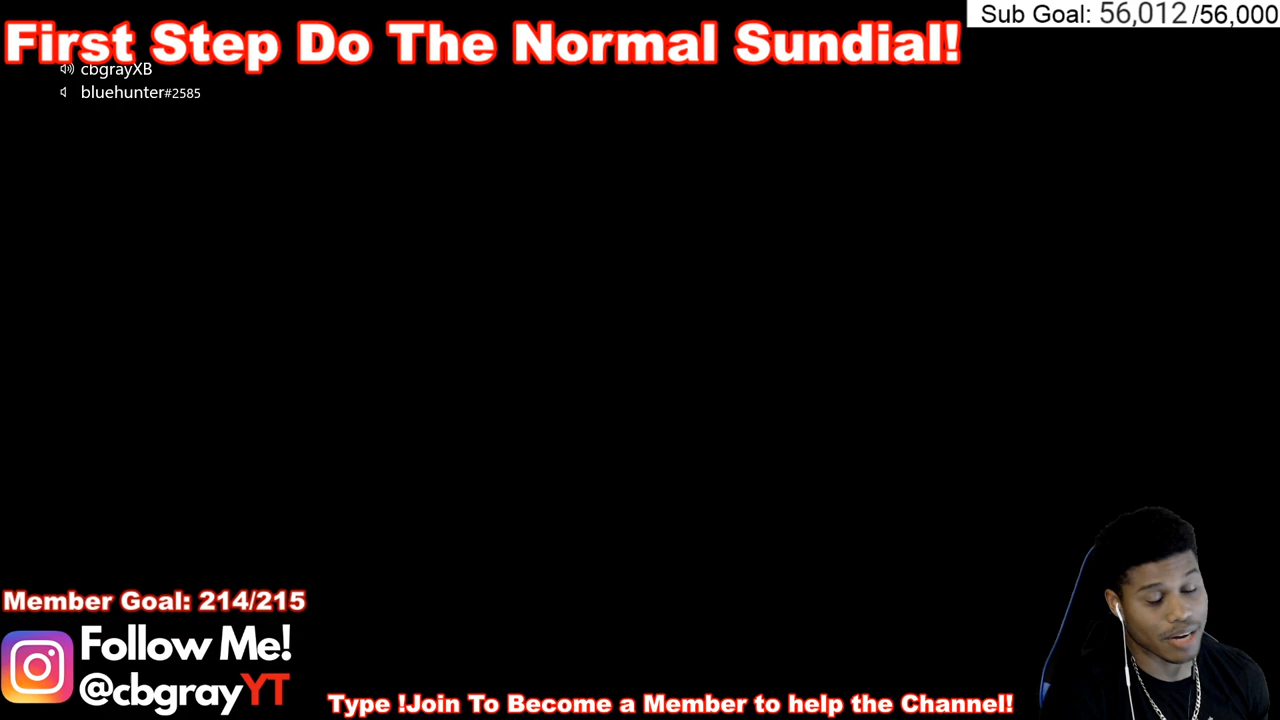 First Step Do The Normal Sundial!
Sub Goal: 56,012/56,000
cbgrayXB
bluehunter#2585
Member Goal: 214/215
Follow Me!
@cbgrayYT
Type !Join To Become a Member to help the Channel!